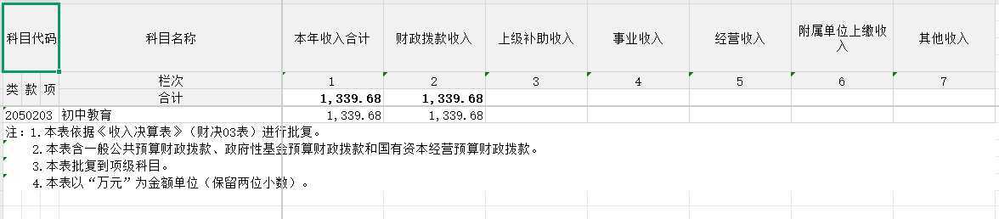 科目代码 科目名称 本年收入合计 财政拨款收入 上级补助收入 事业收入 经营收入 附属单位上缴收入 其他收入
类 款 项 栏次 1 2 3 4 5 6 7
合计 1,339.68 1,339.68
2050203 初中教育 1,339.68 1,339.68
注：1.本表依据《收入决算表》（财决03表）进行批复。
2.本表含一般公共预算财政拨款、政府性基金预算财政拨款和国有资本经营预算财政拨款。
3.本表批复到项级科目。
4.本表以“万元”为金额单位（保留两位小数）。